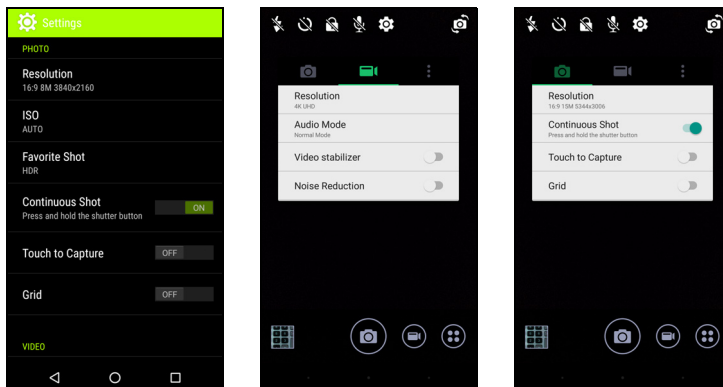 Settings
PHOTO
Resolution
16:9 8M 3840x2160
ISO
AUTO
Favorite Shot
HDR
Continuous Shot
Press and hold the shutter button
ON
Touch to Capture
OFF
Grid
OFF
VIDEO
Resolution
4K UHD
Audio Mode
Normal Mode
Video stabilizer
Noise Reduction
Resolution
16:9 15M 5344x3006
Continuous Shot
Press and hold the shutter button
Touch to Capture
Grid